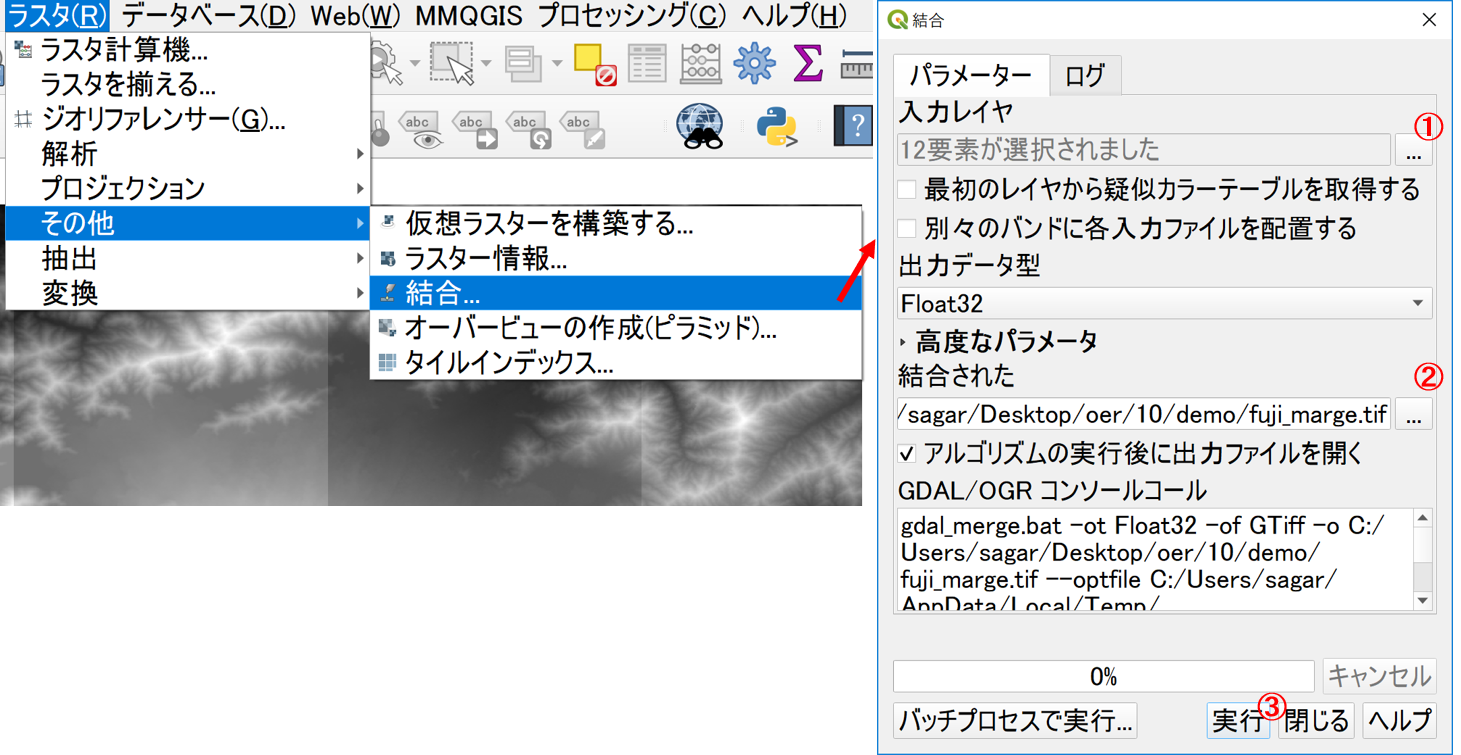 ラスタ(R) データベース(D) Web(W) MMQGIS プロセッシング(C) ヘルプ(H)
ラスタ計算機...
ラスタを揃える...
ジオリファレンサー(G)...
解析
プロジェクション
その他
抽出
変換
abc abc abc abc
仮想ラスターを構築する...
ラスター情報...
結合...
オーバービューの作成(ピラミッド)...
タイルインデックス...
結合
パラメーター ログ
入力レイヤ
①
12要素が選択されました ...
最初のレイヤから疑似カラーテーブルを取得する
別々のバンドに各入力ファイルを配置する
出力データ型
Float32
高度なパラメータ
結合された
②
/sagar/Desktop/oer/10/demo/fuji_marge.tif ...
アルゴリズムの実行後に出力ファイルを開く
GDAL/OGR コンソールコール
gdal_merge.bat -ot Float32 -of GTiff -o C:/
Users/sagar/Desktop/oer/10/demo/
fuji_marge.tif --optfile C:/Users/sagar/
AppData/Local/Temp/
0% キャンセル
③
バッチプロセスで実行... 実行 閉じる ヘルプ